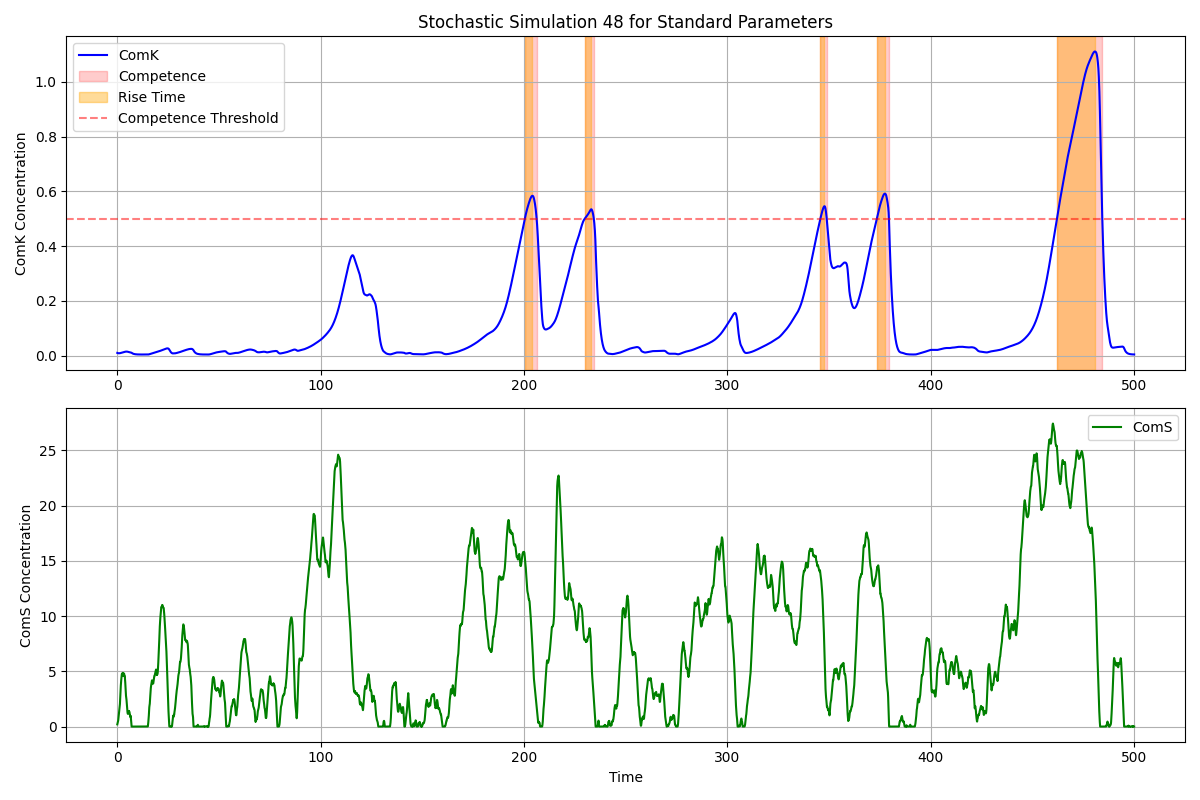 Stochastic Simulation 48 for Standard Parameters
ComK
Competence
Rise Time
Competence Threshold
ComK Concentration
1.0
0.8
0.6
0.4
0.2
0.0
0 100 200 300 400 500
ComS
ComS Concentration
25
20
15
10
5
0
0 100 200 300 400 500
Time